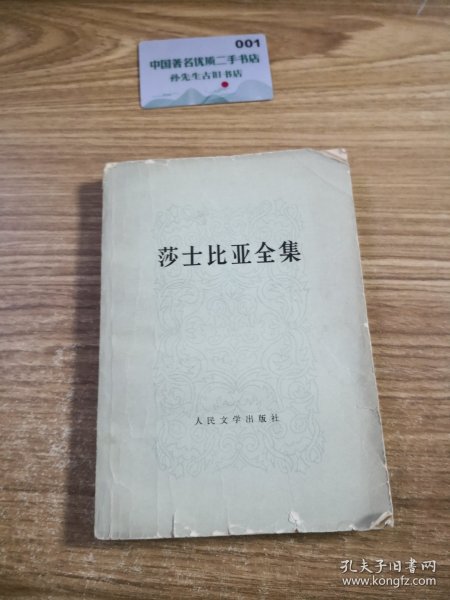 001
中国著名优质二手书店
孙先生古旧书店
莎士比亚全集
人民文学出版社
孔夫子旧书网
www.kongfz.com